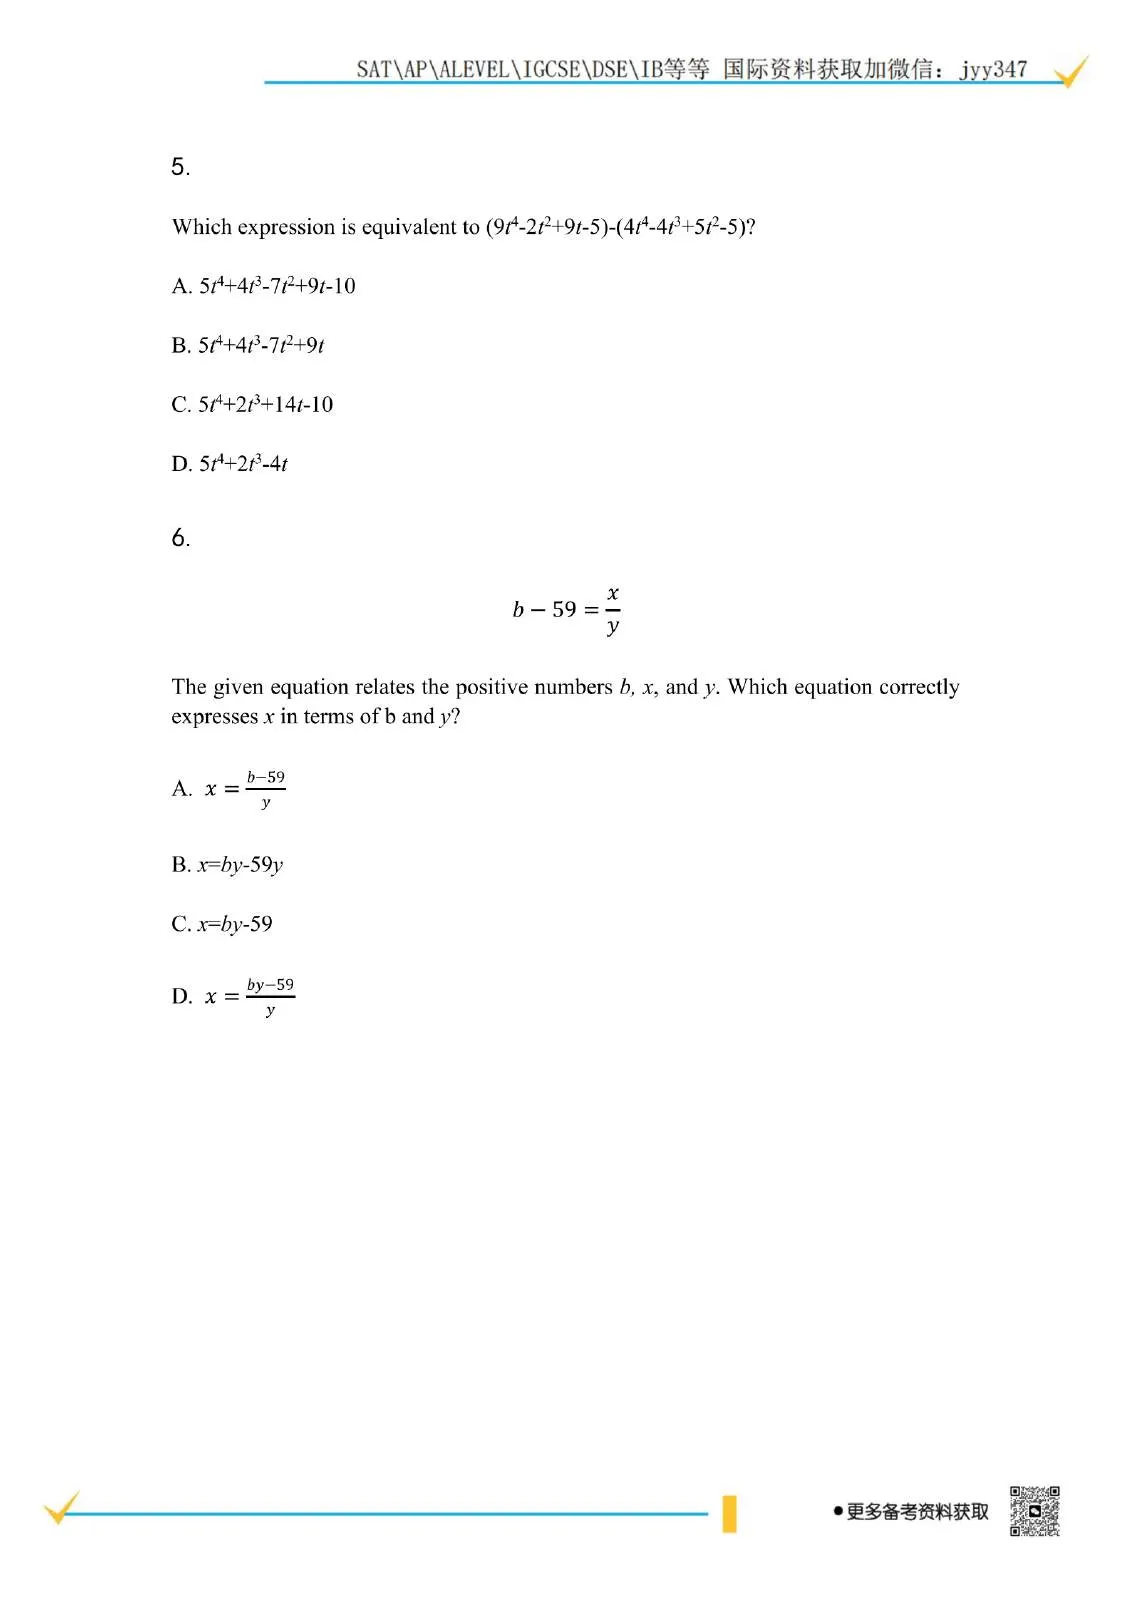 SAT\AP\ALEVEL\IGCSE\DSE\IB等等 国际资料获取加微信：jyy347
5.
Which expression is equivalent to (9t⁴-2t²+9t-5)-(4t⁴-4t³+5t²-5)?
A. 5t⁴+4t³-7t²+9t-10
B. 5t⁴+4t³-7t²+9t
C. 5t⁴+2t³+14t-10
D. 5t⁴+2t³-4t
6.
b − 59 = x/y
The given equation relates the positive numbers b, x, and y. Which equation correctly
expresses x in terms of b and y?
A. x = (b−59)/y
B. x=by-59y
C. x=by-59
D. x = (by−59)/y
●更多备考资料获取